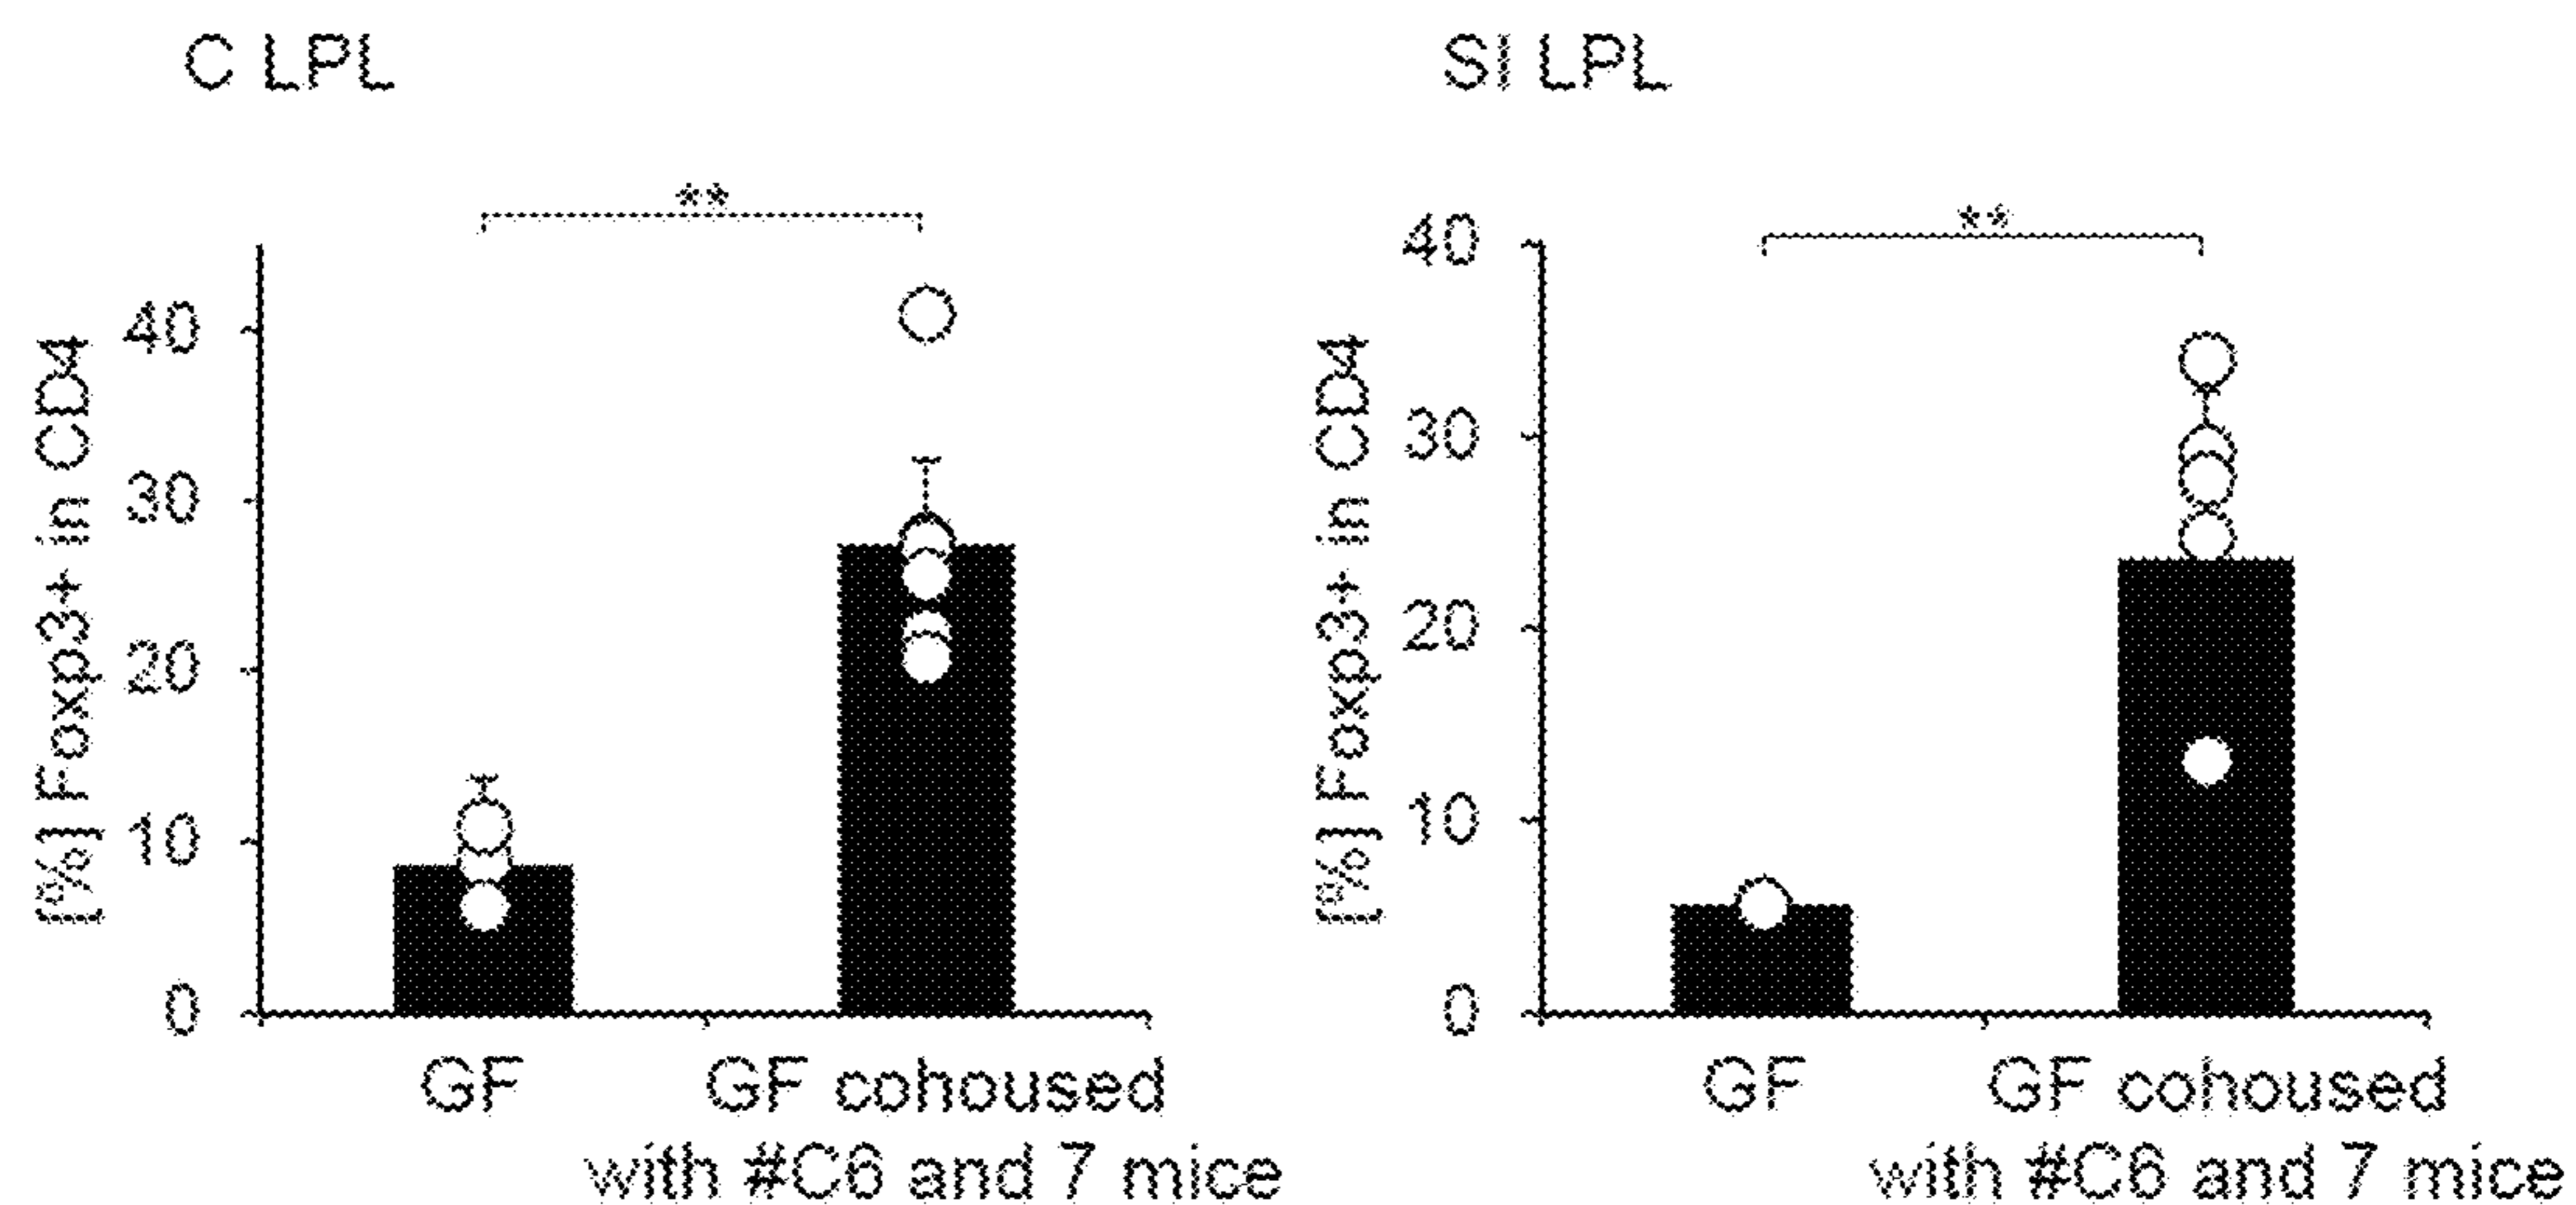 C LPL
**
[%] Foxp3+ in CD4
40
30
20
10
0
GF
GF cohoused
with #C6 and 7 mice
SI LPL
**
[%] Foxp3+ in CD4
40
30
20
10
0
GF
GF cohoused
with #C6 and 7 mice